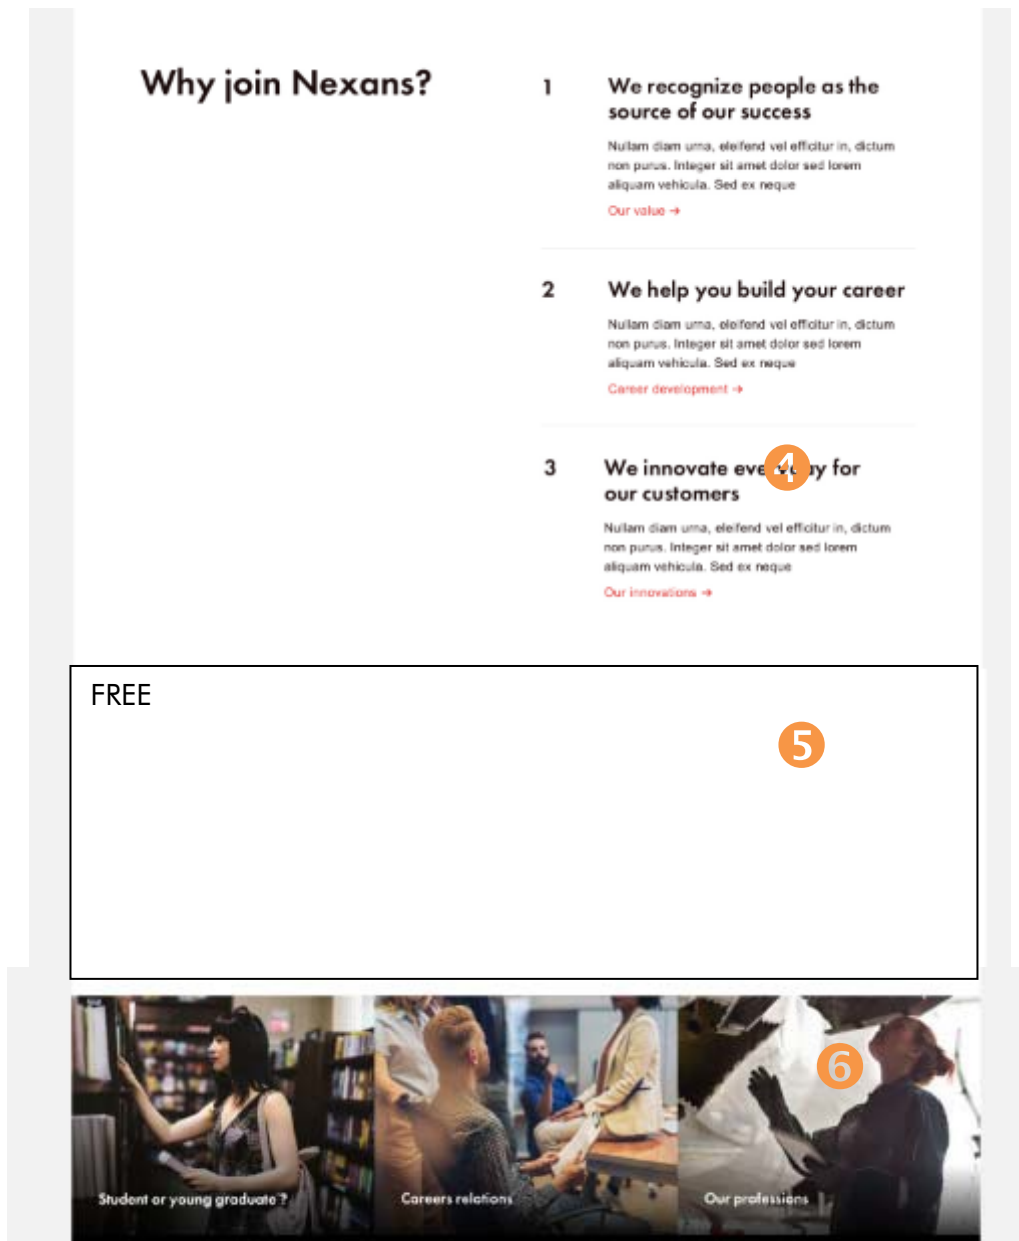 Why join Nexans?
1
We recognize people as the
source of our success
Nullam diam urna, eleifend vel efficitur in, dictum
non purus. Integer sit amet dolor sed lorem
aliquam vehicula. Sed ex neque
Our value →
2
We help you build your career
Nullam diam urna, eleifend vel efficitur in, dictum
non purus. Integer sit amet dolor sed lorem
aliquam vehicula. Sed ex neque
Career development →
3
We innovate for
our customers
4
Nullam diam urna, eleifend vel efficitur in, dictum
non purus. Integer sit amet dolor sed lorem
aliquam vehicula. Sed ex neque
Our innovations →
FREE
5
6
Student or young graduate ?
Careers relations
Our professions